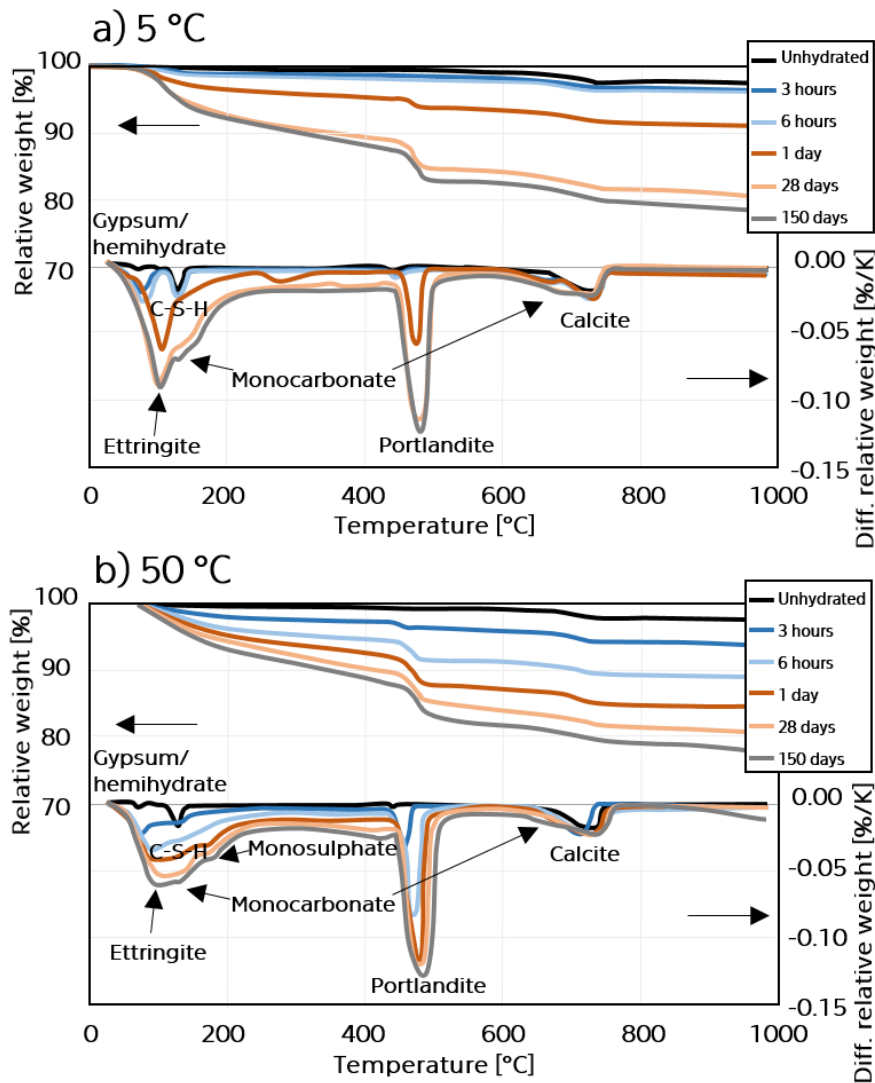 a) 5 °C
Relative weight [%]
100
90
80
70
Unhydrated
3 hours
6 hours
1 day
28 days
150 days
Gypsum/
hemihydrate
C-S-H
Monocarbonate
Calcite
Ettringite
Portlandite
0.00
-0.05
-0.10
-0.15
Diff. relative weight [%/K]
0
200
400
600
800
1000
Temperature [°C]
b) 50 °C
Relative weight [%]
100
90
80
70
Unhydrated
3 hours
6 hours
1 day
28 days
150 days
Gypsum/
hemihydrate
C-S-H
Monosulphate
Calcite
Monocarbonate
Ettringite
Portlandite
0.00
-0.05
-0.10
-0.15
Diff. relative weight [%/K]
0
200
400
600
800
1000
Temperature [°C]